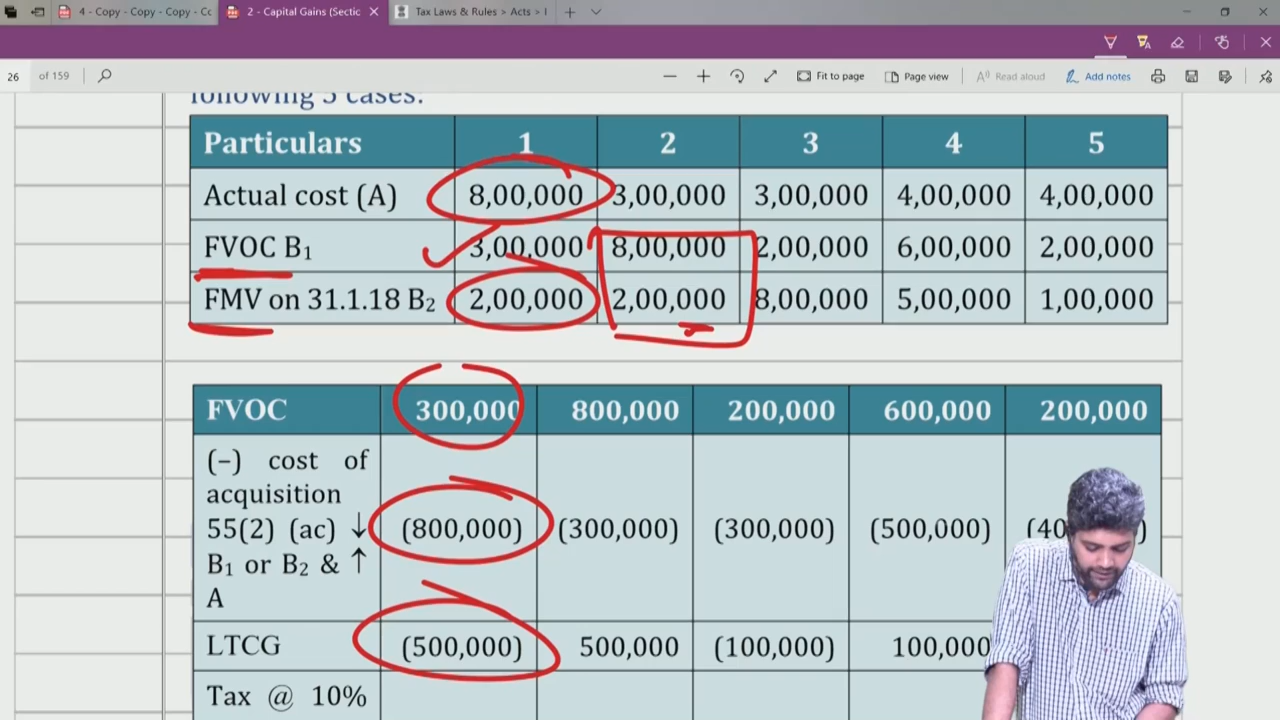 4 - Copy - Copy - Copy - Cc
2 - Capital Gains (Sectic
Tax Laws & Rules > Acts > I
26 of 159
Fit to page
Page view
Read aloud
Add notes
following 5 cases:
Particulars 1 2 3 4 5
Actual cost (A) 8,00,000 3,00,000 3,00,000 4,00,000 4,00,000
FVOC B1 3,00,000 8,00,000 2,00,000 6,00,000 2,00,000
FMV on 31.1.18 B2 2,00,000 2,00,000 8,00,000 5,00,000 1,00,000
FVOC 300,000 800,000 200,000 600,000 200,000
(–) cost of
acquisition
55(2) (ac) ↓ (800,000) (300,000) (300,000) (500,000) (40
B1 or B2 & ↑
A
LTCG (500,000) 500,000 (100,000) 100,000
Tax @ 10%